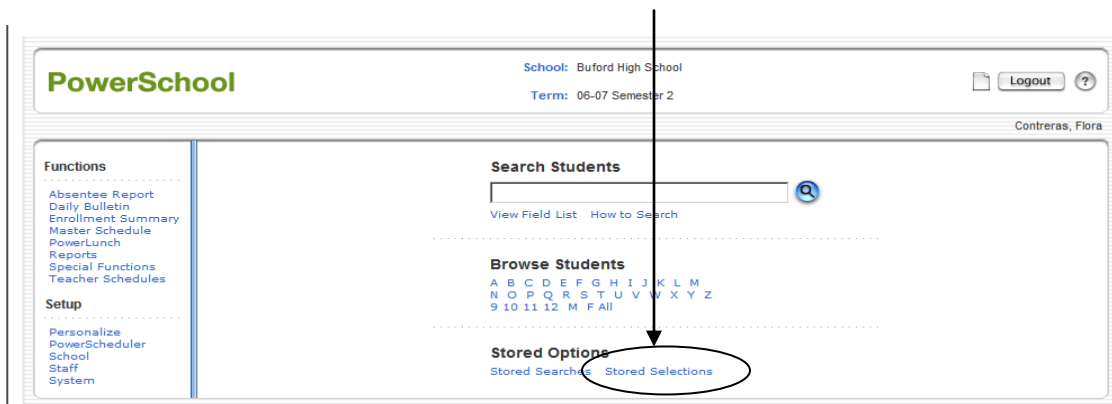 PowerSchool
School: Buford High School
Term: 06-07 Semester 2
Logout ?
Contreras, Flora
Functions
Absentee Report
Daily Bulletin
Enrollment Summary
Master Schedule
PowerLunch
Reports
Special Functions
Teacher Schedules
Setup
Personalize
PowerScheduler
School
Staff
System
Search Students
View Field List How to Search
Browse Students
A B C D E F G H I J K L M
N O P Q R S T U V W X Y Z
9 10 11 12 M F All
Stored Options
Stored Searches Stored Selections